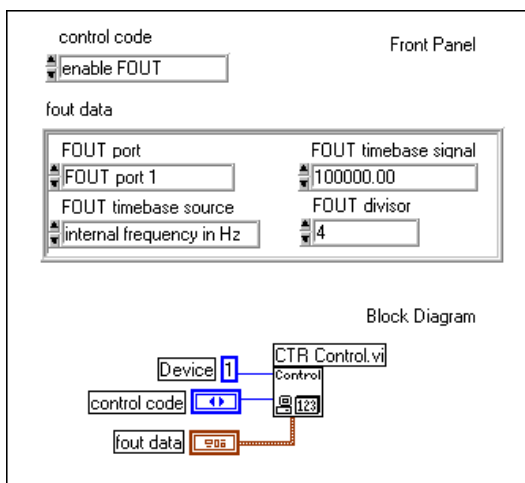 control code
Front Panel
enable FOUT
fout data
FOUT port
FOUT timebase signal
FOUT port 1
100000.00
FOUT timebase source
FOUT divisor
internal frequency in Hz
4
Block Diagram
CTR Control.vi
Device 1
Control
control code
123
fout data